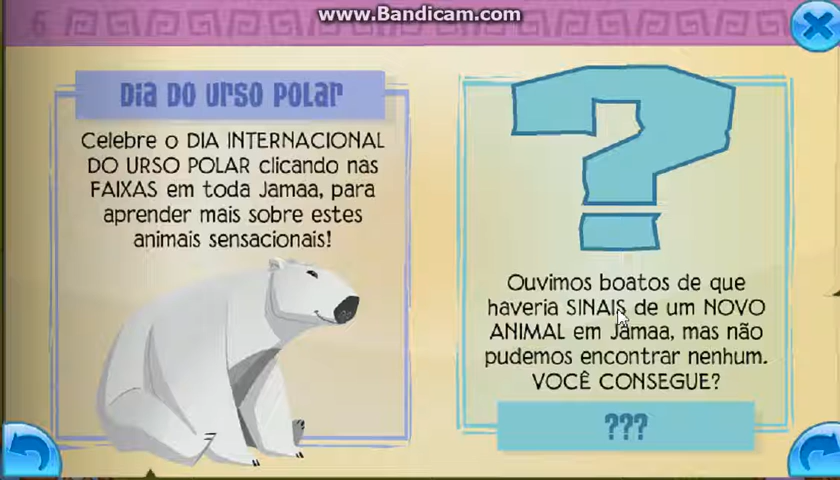 www.Bandicam.com
DIA DO URSO POLAR
Celebre o DIA INTERNACIONAL
DO URSO POLAR clicando nas
FAIXAS em toda Jamaa, para
aprender mais sobre estes
animais sensacionais!
?
Ouvimos boatos de que
haveria SINAIS de um NOVO
ANIMAL em Jamaa, mas não
pudemos encontrar nenhum.
VOCÊ CONSEGUE?
???